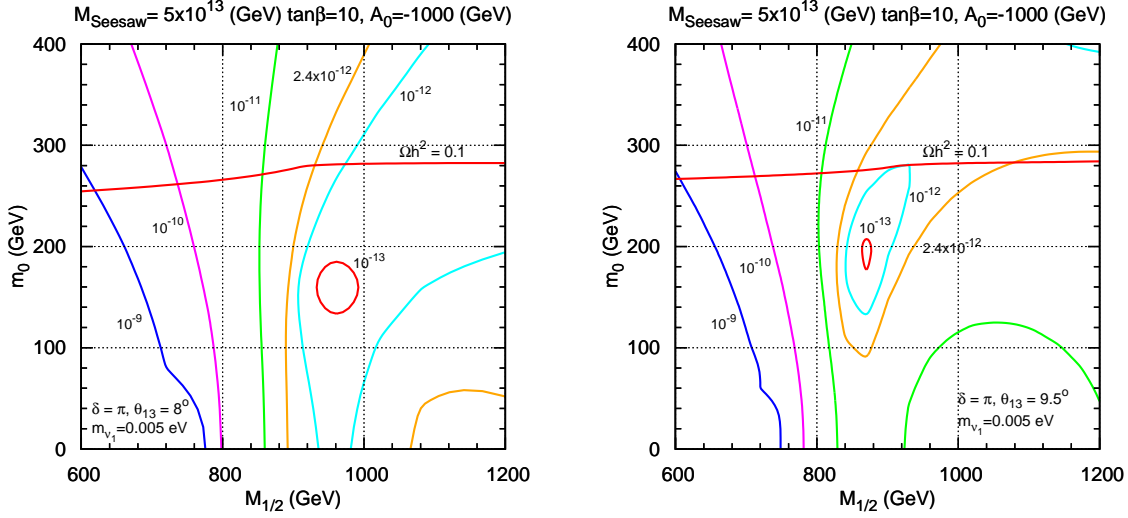 M_Seesaw= 5x10^13 (GeV) tanβ=10, A_0=-1000 (GeV)
400
300
200
100
0
m_0 (GeV)
10^-11
2.4x10^-12
10^-12
Ωh^2 = 0.1
10^-10
10^-13
10^-9
δ = π, θ_13 = 8^o
m_ν_1=0.005 eV
600
800
1000
1200
M_1/2 (GeV)
M_Seesaw= 5x10^13 (GeV) tanβ=10, A_0=-1000 (GeV)
400
300
200
100
0
m_0 (GeV)
10^-11
Ωh^2 = 0.1
10^-12
10^-13
2.4x10^-12
10^-10
10^-9
δ = π, θ_13 = 9.5^o
m_ν_1=0.005 eV
600
800
1000
1200
M_1/2 (GeV)